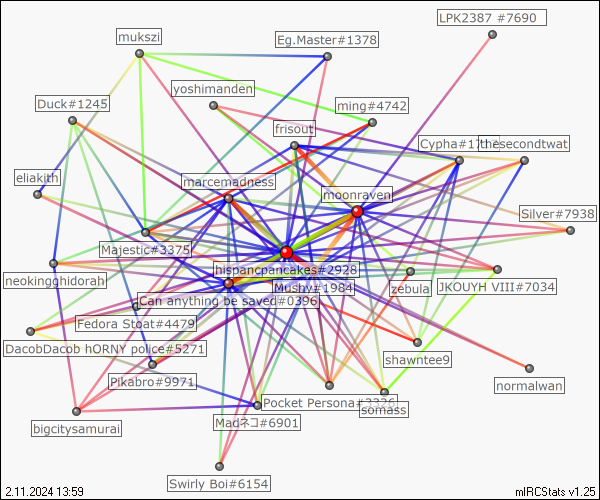 LPK2387 #7690
mukszi
Eg.Master#1378
yoshimanden
Duck#1245
ming#4742
frisout
thesecondtwat
eliakith
marcemadness
moonraven
Silver#7938
Majestic#3375
hispancpancakes#2928
neokingghidorah
Mushy#1984
zebula
JKOUYH VIII#7034
Can anything be saved#0396
Fedora Stoat#4479
DacobDacob hORNY police#5271
shawntee9
Pikabro#9971
normalwan
Pocket Persona#3326
somass
Madネコ#6901
bigcitysamurai
Swirly Boi#6154
2.11.2024 13:59
mIRCStats v1.25